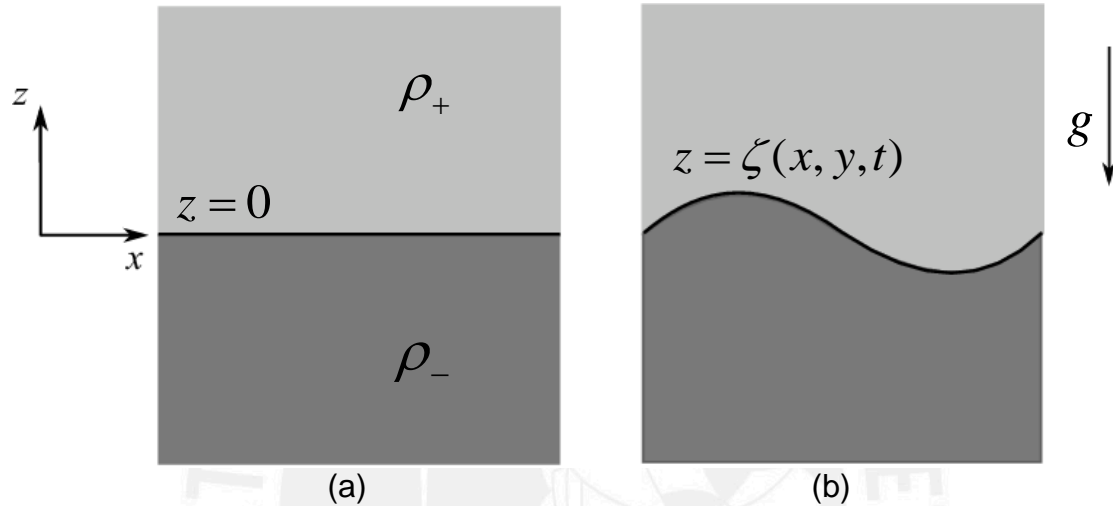 z
x
ρ₊
z = 0
ρ₋
(a)
z = ζ(x, y, t)
g
(b)